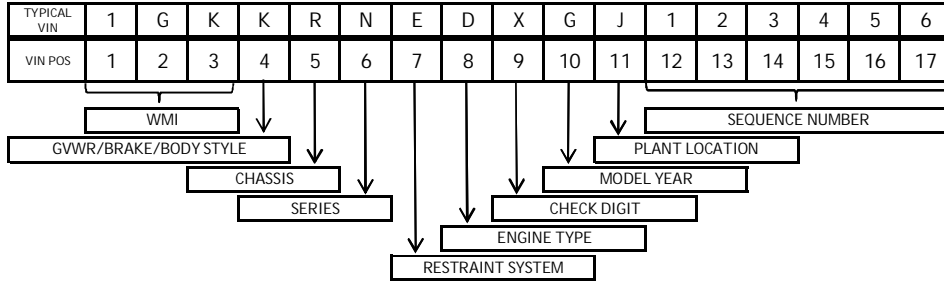 TYPICAL VIN 1 G K K R N E D X G J 1 2 3 4 5 6
VIN POS 1 2 3 4 5 6 7 8 9 10 11 12 13 14 15 16 17
WMI SEQUENCE NUMBER
GVWR/BRAKE/BODY STYLE PLANT LOCATION
CHASSIS MODEL YEAR
SERIES CHECK DIGIT
ENGINE TYPE
RESTRAINT SYSTEM